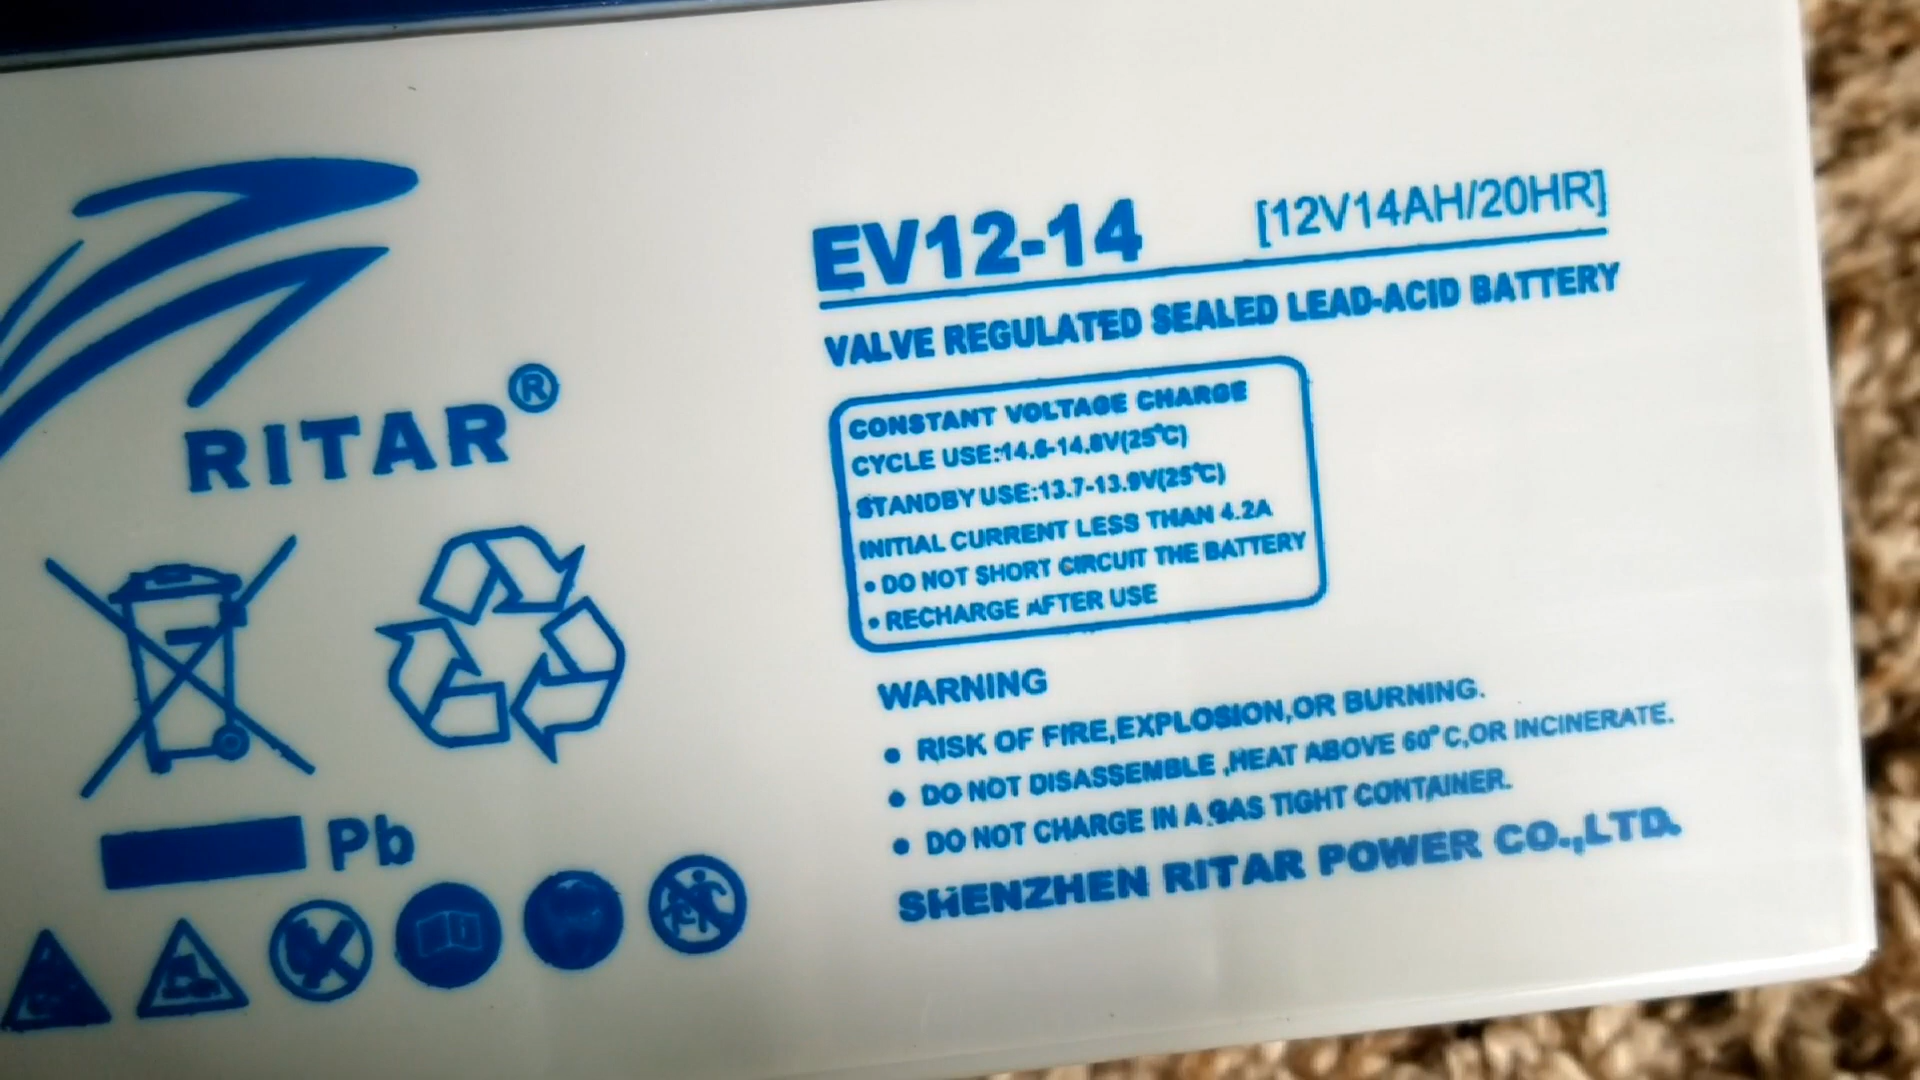 RITAR®
Pb
EV12-14 [12V14AH/20HR]
VALVE REGULATED SEALED LEAD-ACID BATTERY
CONSTANT VOLTAGE CHARGE
CYCLE USE:14.6-14.8V(25℃)
STANDBY USE:13.7-13.9V(25℃)
INITIAL CURRENT LESS THAN 4.2A
• DO NOT SHORT CIRCUIT THE BATTERY
• RECHARGE AFTER USE
WARNING
• RISK OF FIRE,EXPLOSION,OR BURNING.
• DO NOT DISASSEMBLE ,HEAT ABOVE 60°C,OR INCINERATE.
• DO NOT CHARGE IN A GAS TIGHT CONTAINER.
SHENZHEN RITAR POWER CO.,LTD.